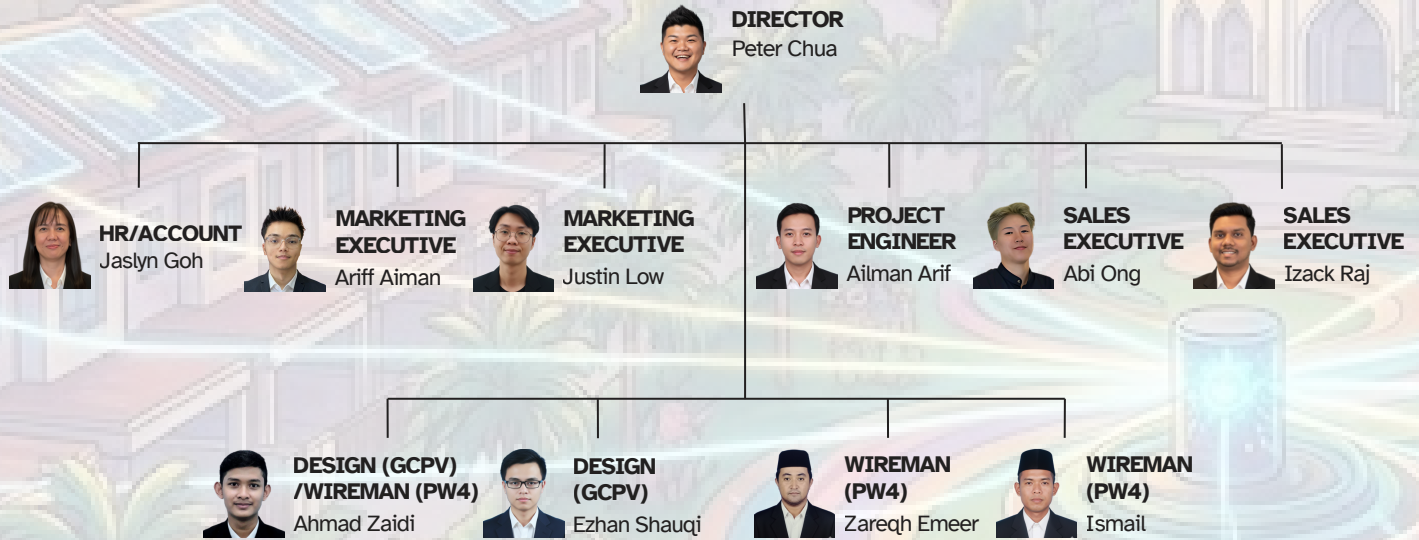 DIRECTOR
Peter Chua
HR/ACCOUNT
Jaslyn Goh
MARKETING
EXECUTIVE
Ariff Aiman
MARKETING
EXECUTIVE
Justin Low
PROJECT
ENGINEER
Ailman Arif
SALES
EXECUTIVE
Abi Ong
SALES
EXECUTIVE
Izack Raj
DESIGN (GCPV)
/WIREMAN (PW4)
Ahmad Zaidi
DESIGN
(GCPV)
Ezhan Shauqi
WIREMAN
(PW4)
Zareqh Emeer
WIREMAN
(PW4)
Ismail